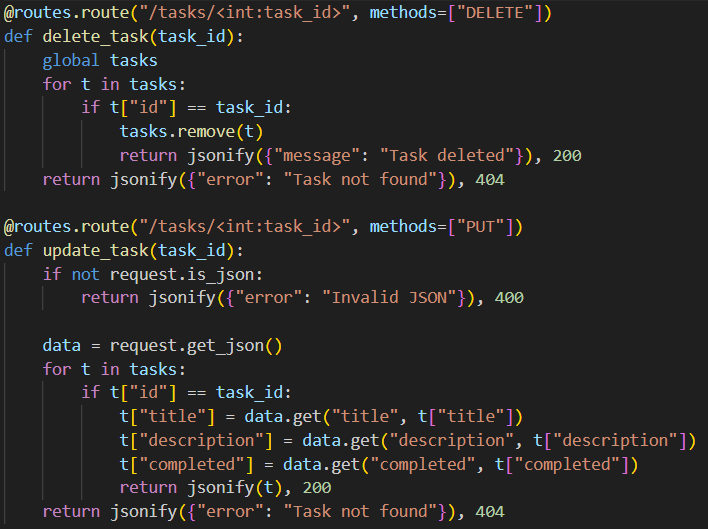 @routes.route("/tasks/<int:task_id>", methods=["DELETE"])
def delete_task(task_id):
    global tasks
    for t in tasks:
        if t["id"] == task_id:
            tasks.remove(t)
            return jsonify({"message": "Task deleted"}), 200
    return jsonify({"error": "Task not found"}), 404

@routes.route("/tasks/<int:task_id>", methods=["PUT"])
def update_task(task_id):
    if not request.is_json:
        return jsonify({"error": "Invalid JSON"}), 400

    data = request.get_json()
    for t in tasks:
        if t["id"] == task_id:
            t["title"] = data.get("title", t["title"])
            t["description"] = data.get("description", t["description"])
            t["completed"] = data.get("completed", t["completed"])
            return jsonify(t), 200
    return jsonify({"error": "Task not found"}), 404